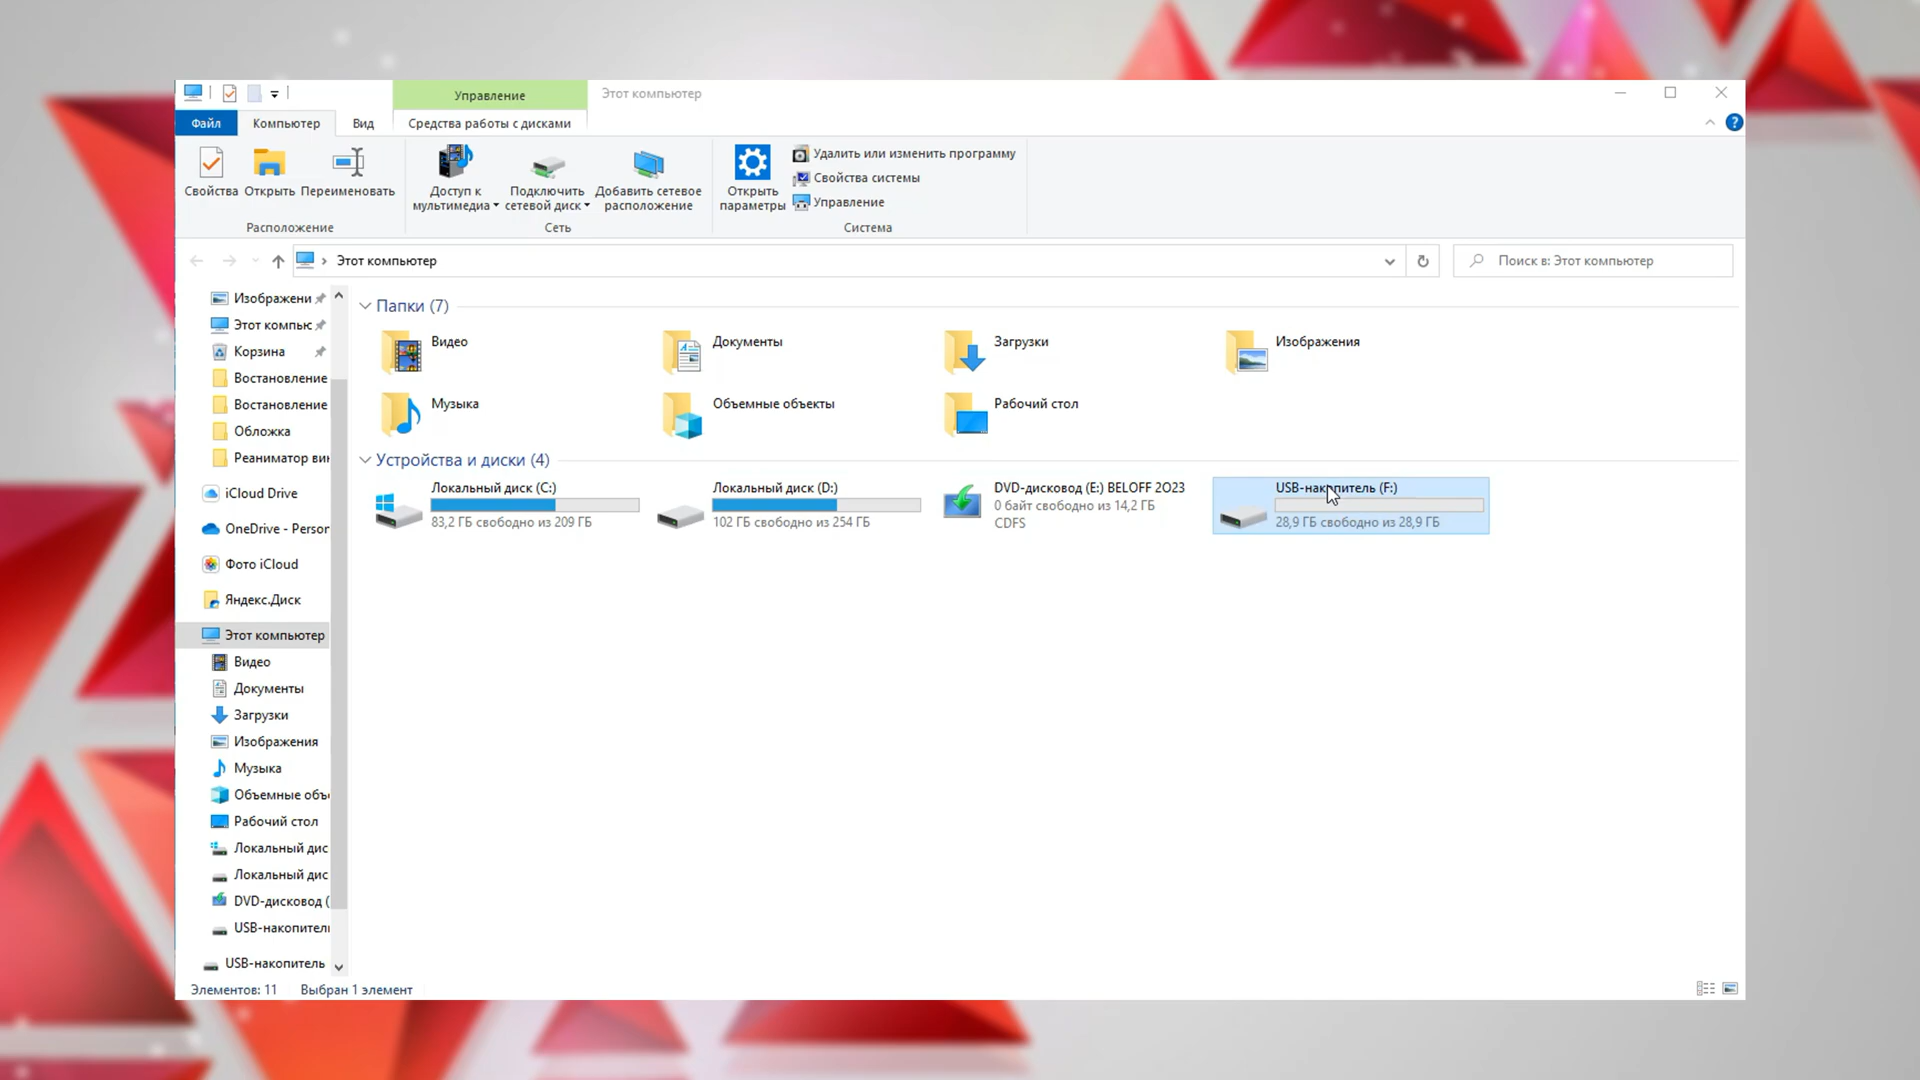 Управление
Этот компьютер
Файл
Компьютер
Вид
Средства работы с дисками
Свойства
Открыть
Переименовать
Доступ к
мультимедиа
Подключить
сетевой диск
Добавить сетевое
расположение
Открыть
параметры
Удалить или изменить программу
Свойства системы
Управление
Расположение
Сеть
Система
Этот компьютер
Поиск в: Этот компьютер
Изображени
Этот компьк
Корзина
Востановление
Востановление
Обложка
Реаниматор вин
iCloud Drive
OneDrive - Person
Фото iCloud
Яндекс.Диск
Этот компьютер
Видео
Документы
Загрузки
Изображения
Музыка
Объемные объ
Рабочий стол
Локальный дис
Локальный дис
DVD-дисковод (
USB-накопител
USB-накопитель
Папки (7)
Видео
Документы
Загрузки
Изображения
Музыка
Объемные объекты
Рабочий стол
Устройства и диски (4)
Локальный диск (C:)
83,2 ГБ свободно из 209 ГБ
Локальный диск (D:)
102 ГБ свободно из 254 ГБ
DVD-дисковод (E:) BELOFF 2O23
0 байт свободно из 14,2 ГБ
CDFS
USB-накопитель (F:)
28,9 ГБ свободно из 28,9 ГБ
Элементов: 11
Выбран 1 элемент